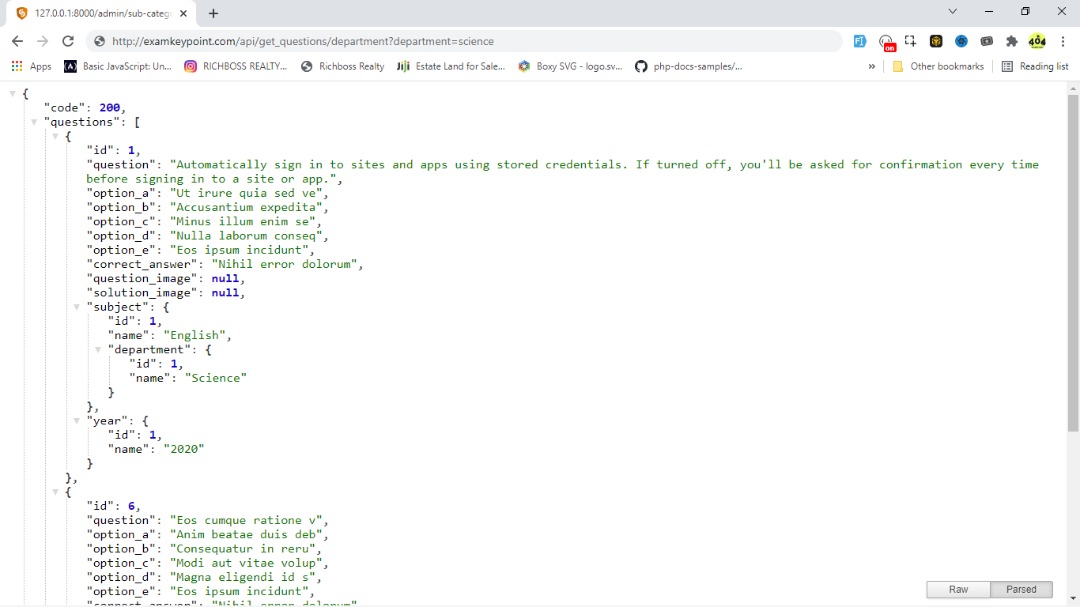 127.0.0.1:8000/admin/sub-categ
http://examkeypoint.com/api/get_questions/department?department=science
Apps
Basic JavaScript: Un...
RICHBOSS REALTY...
Richboss Realty
Estate Land for Sale...
Boxy SVG - logo.sv...
php-docs-samples/...
»
Other bookmarks
Reading list
{
"code": 200,
"questions": [
{
"id": 1,
"question": "Automatically sign in to sites and apps using stored credentials. If turned off, you'll be asked for confirmation every time
before signing in to a site or app.",
"option_a": "Ut irure quia sed ve",
"option_b": "Accusantium expedita",
"option_c": "Minus illum enim se",
"option_d": "Nulla laborum conseq",
"option_e": "Eos ipsum incidunt",
"correct_answer": "Nihil error dolorum",
"question_image": null,
"solution_image": null,
"subject": {
"id": 1,
"name": "English",
"department": {
"id": 1,
"name": "Science"
}
},
"year": {
"id": 1,
"name": "2020"
}
},
{
"id": 6,
"question": "Eos cumque ratione v",
"option_a": "Anim beatae duis deb",
"option_b": "Consequatur in reru",
"option_c": "Modi aut vitae volup",
"option_d": "Magna eligendi id s",
"option_e": "Eos ipsum incidunt",
"correct_answer": "Nihil error dolorum"
Raw
Parsed